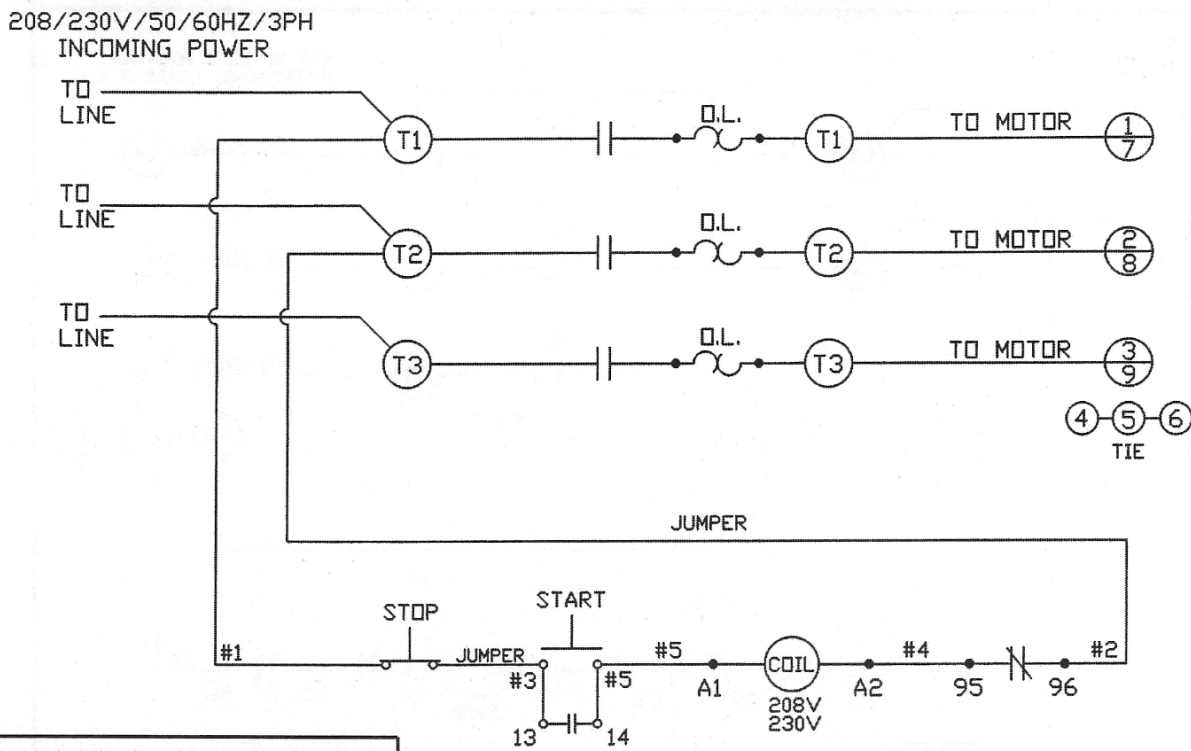 208/230V/50/60HZ/3PH
INCOMING POWER
TO
LINE
T1
O.L.
T1
TO MOTOR
1
7
TO
LINE
T2
O.L.
T2
TO MOTOR
2
8
TO
LINE
T3
O.L.
T3
TO MOTOR
3
9
4 5 6
TIE
JUMPER
STOP
START
#1
JUMPER
#3
#5
#5
A1
COIL
208V
230V
A2
#4
95
96
#2
13
14